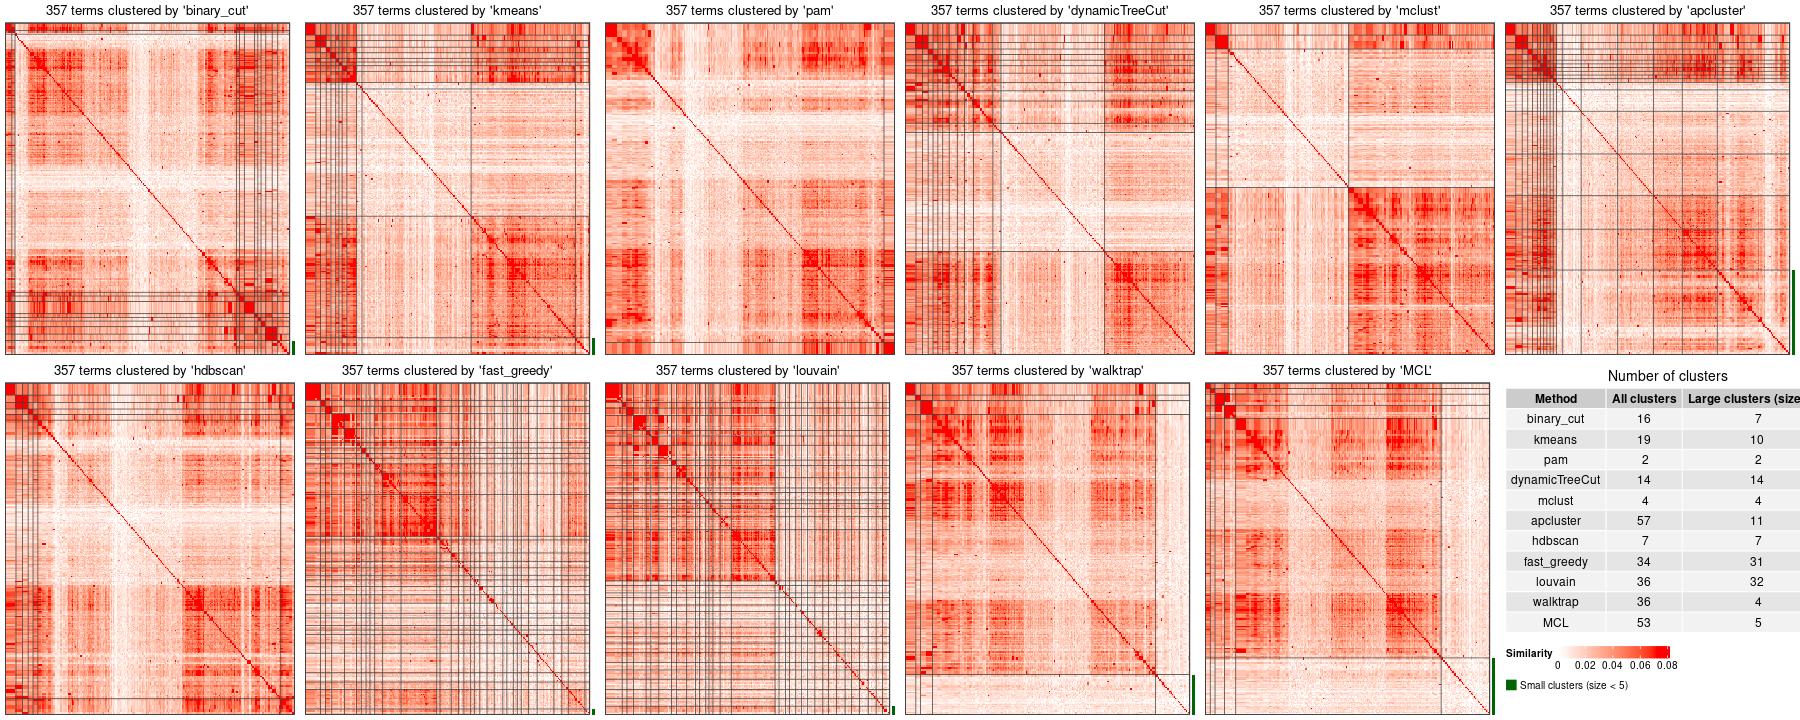 357 terms clustered by 'binary_cut'
357 terms clustered by 'kmeans'
357 terms clustered by 'pam'
357 terms clustered by 'dynamicTreeCut'
357 terms clustered by 'mclust'
357 terms clustered by 'apcluster'
357 terms clustered by 'hdbscan'
357 terms clustered by 'fast_greedy'
357 terms clustered by 'louvain'
357 terms clustered by 'walktrap'
357 terms clustered by 'MCL'
Number of clusters
Method All clusters Large clusters (size
binary_cut 16 7
kmeans 19 10
pam 2 2
dynamicTreeCut 14 14
mclust 4 4
apcluster 57 11
hdbscan 7 7
fast_greedy 34 31
louvain 36 32
walktrap 36 4
MCL 53 5
Similarity
0 0.02 0.04 0.06 0.08
Small clusters (size < 5)